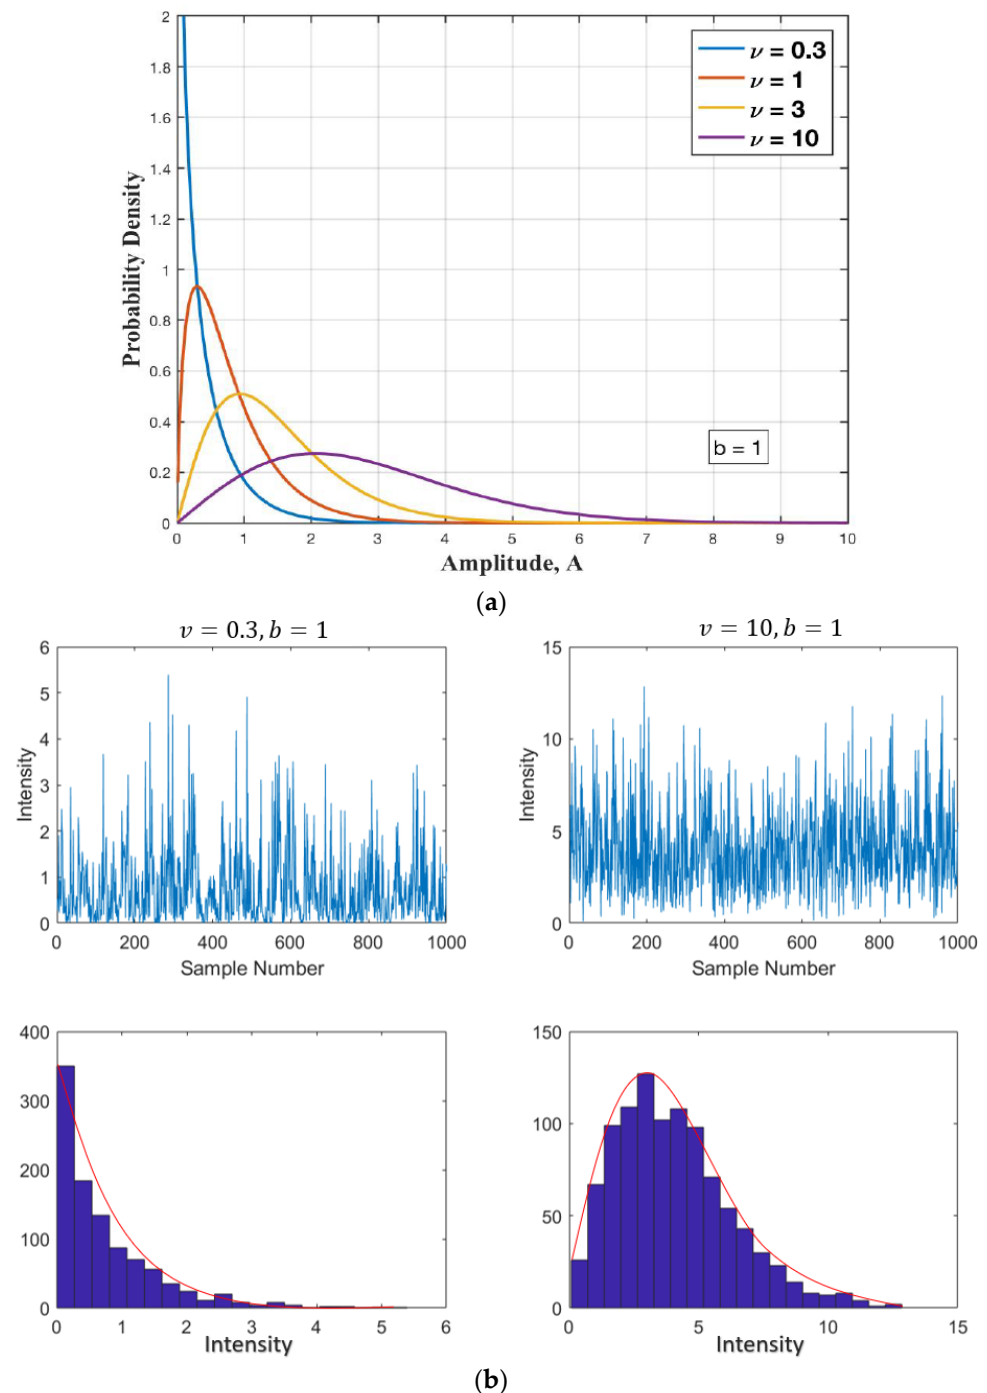 (a)
2
1.8
1.6
1.4
1.2
1
0.8
0.6
0.4
0.2
0
Probability Density
ν = 0.3
ν = 1
ν = 3
ν = 10
b = 1
0 1 2 3 4 5 6 7 8 9 10
Amplitude, A
(a)
v = 0.3, b = 1
6
5
4
3
2
1
0
Intensity
0 200 400 600 800 1000
Sample Number
v = 10, b = 1
15
10
5
0
Intensity
0 200 400 600 800 1000
Sample Number
400
300
200
100
0
0 1 2 3 4 5 6
Intensity
150
100
50
0
0 5 10 15
Intensity
(b)